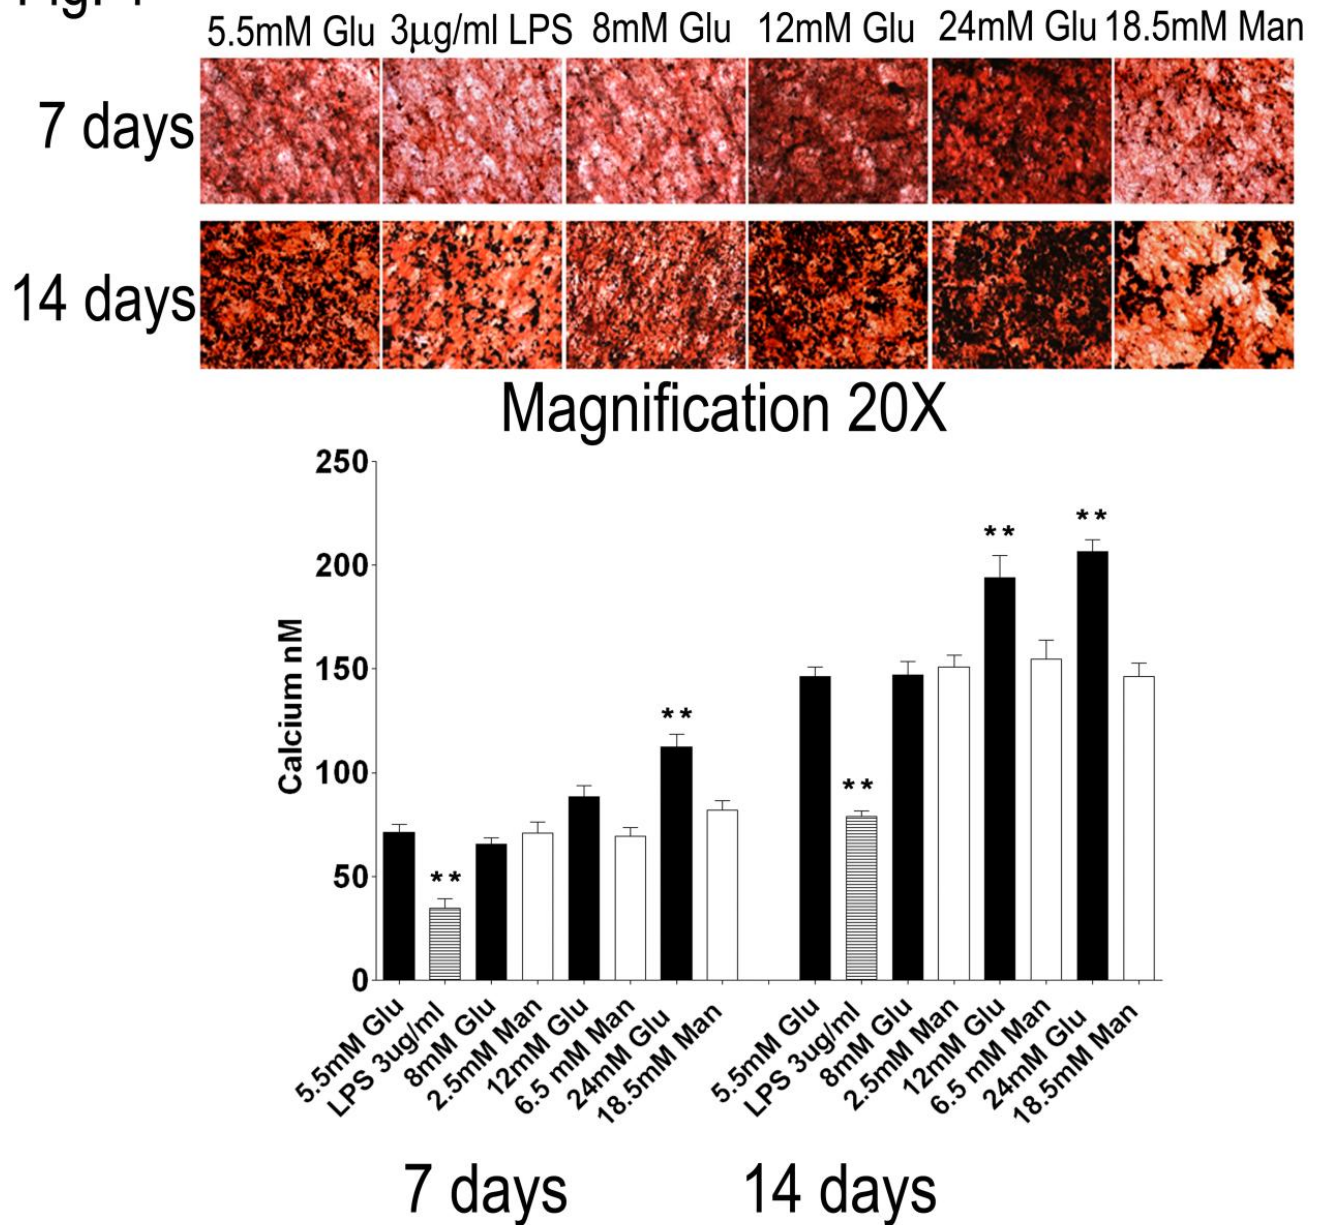 5.5mM Glu 3µg/ml LPS 8mM Glu 12mM Glu 24mM Glu 18.5mM Man
7 days
14 days
Magnification 20X
250
200
150
100
50
0
Calcium nM
**
**
**
**
**
5.5mM Glu
LPS 3ug/ml
8mM Glu
2.5mM Man
12mM Glu
6.5 mM Man
24mM Glu
18.5mM Man
5.5mM Glu
LPS 3ug/ml
8mM Glu
2.5mM Man
12mM Glu
6.5 mM Man
24mM Glu
18.5mM Man
7 days 14 days